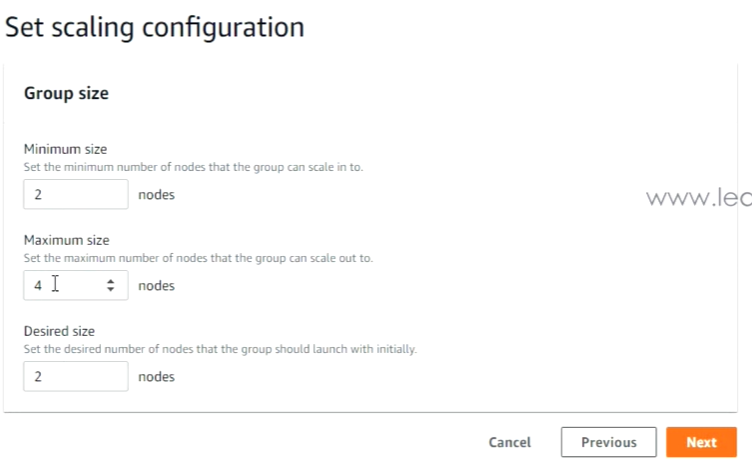 Set scaling configuration
Group size
Minimum size
Set the minimum number of nodes that the group can scale in to.
2 nodes
www.lec
Maximum size
Set the maximum number of nodes that the group can scale out to.
4 nodes
Desired size
Set the desired number of nodes that the group should launch with initially.
2 nodes
Cancel Previous Next